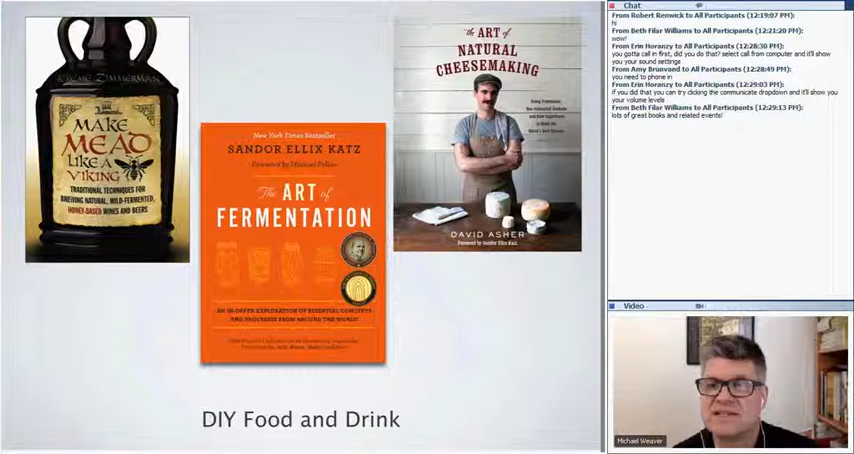 JEREME ZIMMERMAN
MAKE
MEAD
LIKE A
VIKING
TRADITIONAL TECHNIQUES FOR
BREWING NATURAL, WILD-FERMENTED,
HONEY-BASED WINES AND BEERS
New York Times Bestseller
SANDOR ELLIX KATZ
Foreword by Michael Pollan
The ART of
FERMENTATION
AN IN-DEPTH EXPLORATION OF ESSENTIAL CONCEPTS
AND PROCESSES FROM AROUND THE WORLD
the ART of
NATURAL
CHEESEMAKING
DAVID ASHER
Foreword by Sandor Ellix Katz
DIY Food and Drink
Chat
From Robert Renwick to All Participants (12:19:07 PM):
hi
From Beth Filar Williams to All Participants (12:21:20 PM):
wow!
From Erin Horanzy to All Participants (12:28:30 PM):
you gotta call in first, did you do that? select call from computer and it'll show
you your sound settings
From Amy Brunvand to All Participants (12:28:49 PM):
you need to phone in
From Erin Horanzy to All Participants (12:29:03 PM):
if you did that you can try clicking the communicate dropdown and it'll show you
your volume levels
From Beth Filar Williams to All Participants (12:29:13 PM):
lots of great books and related events!
Video
Michael Weaver